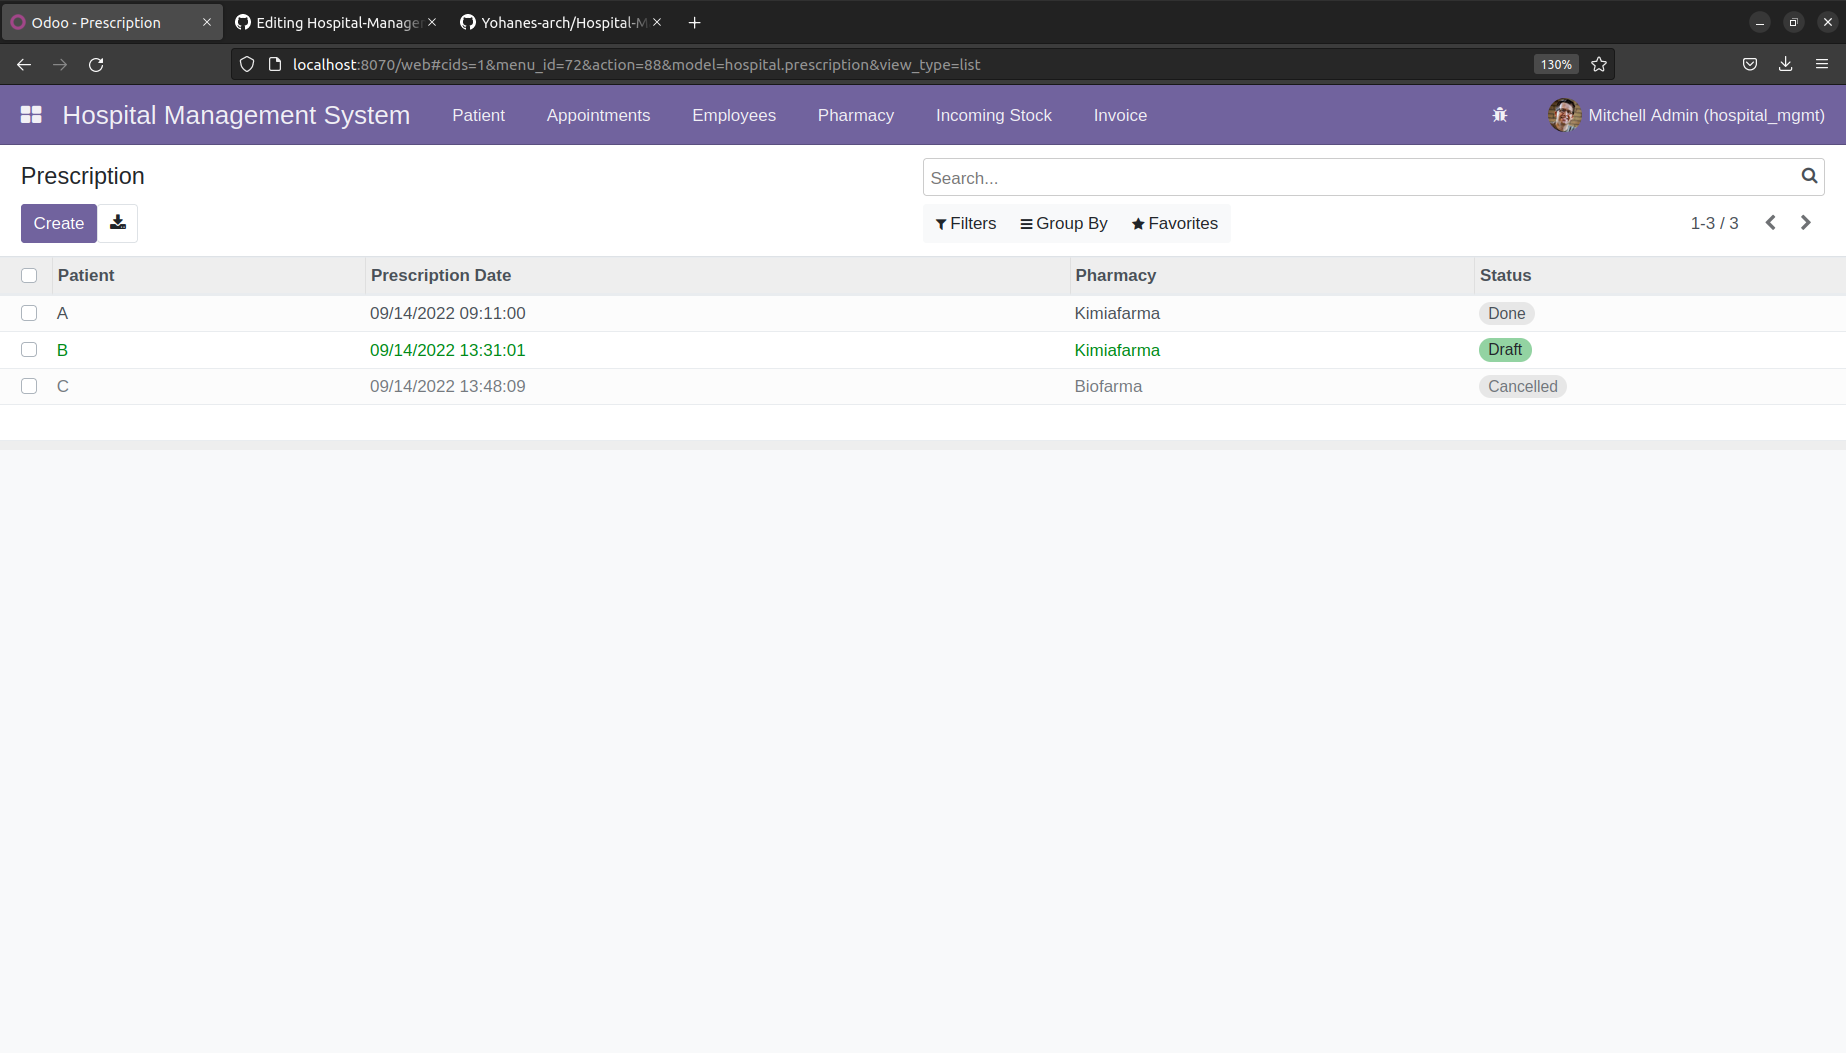 Odoo - Prescription
Editing Hospital-Manage
Yohanes-arch/Hospital-M
localhost:8070/web#cids=1&menu_id=72&action=88&model=hospital.prescription&view_type=list
130%
Hospital Management System Patient Appointments Employees Pharmacy Incoming Stock Invoice Mitchell Admin (hospital_mgmt)
Prescription
Search...
Create
Filters Group By Favorites
1-3 / 3
Patient Prescription Date Pharmacy Status
A 09/14/2022 09:11:00 Kimiafarma Done
B 09/14/2022 13:31:01 Kimiafarma Draft
C 09/14/2022 13:48:09 Biofarma Cancelled